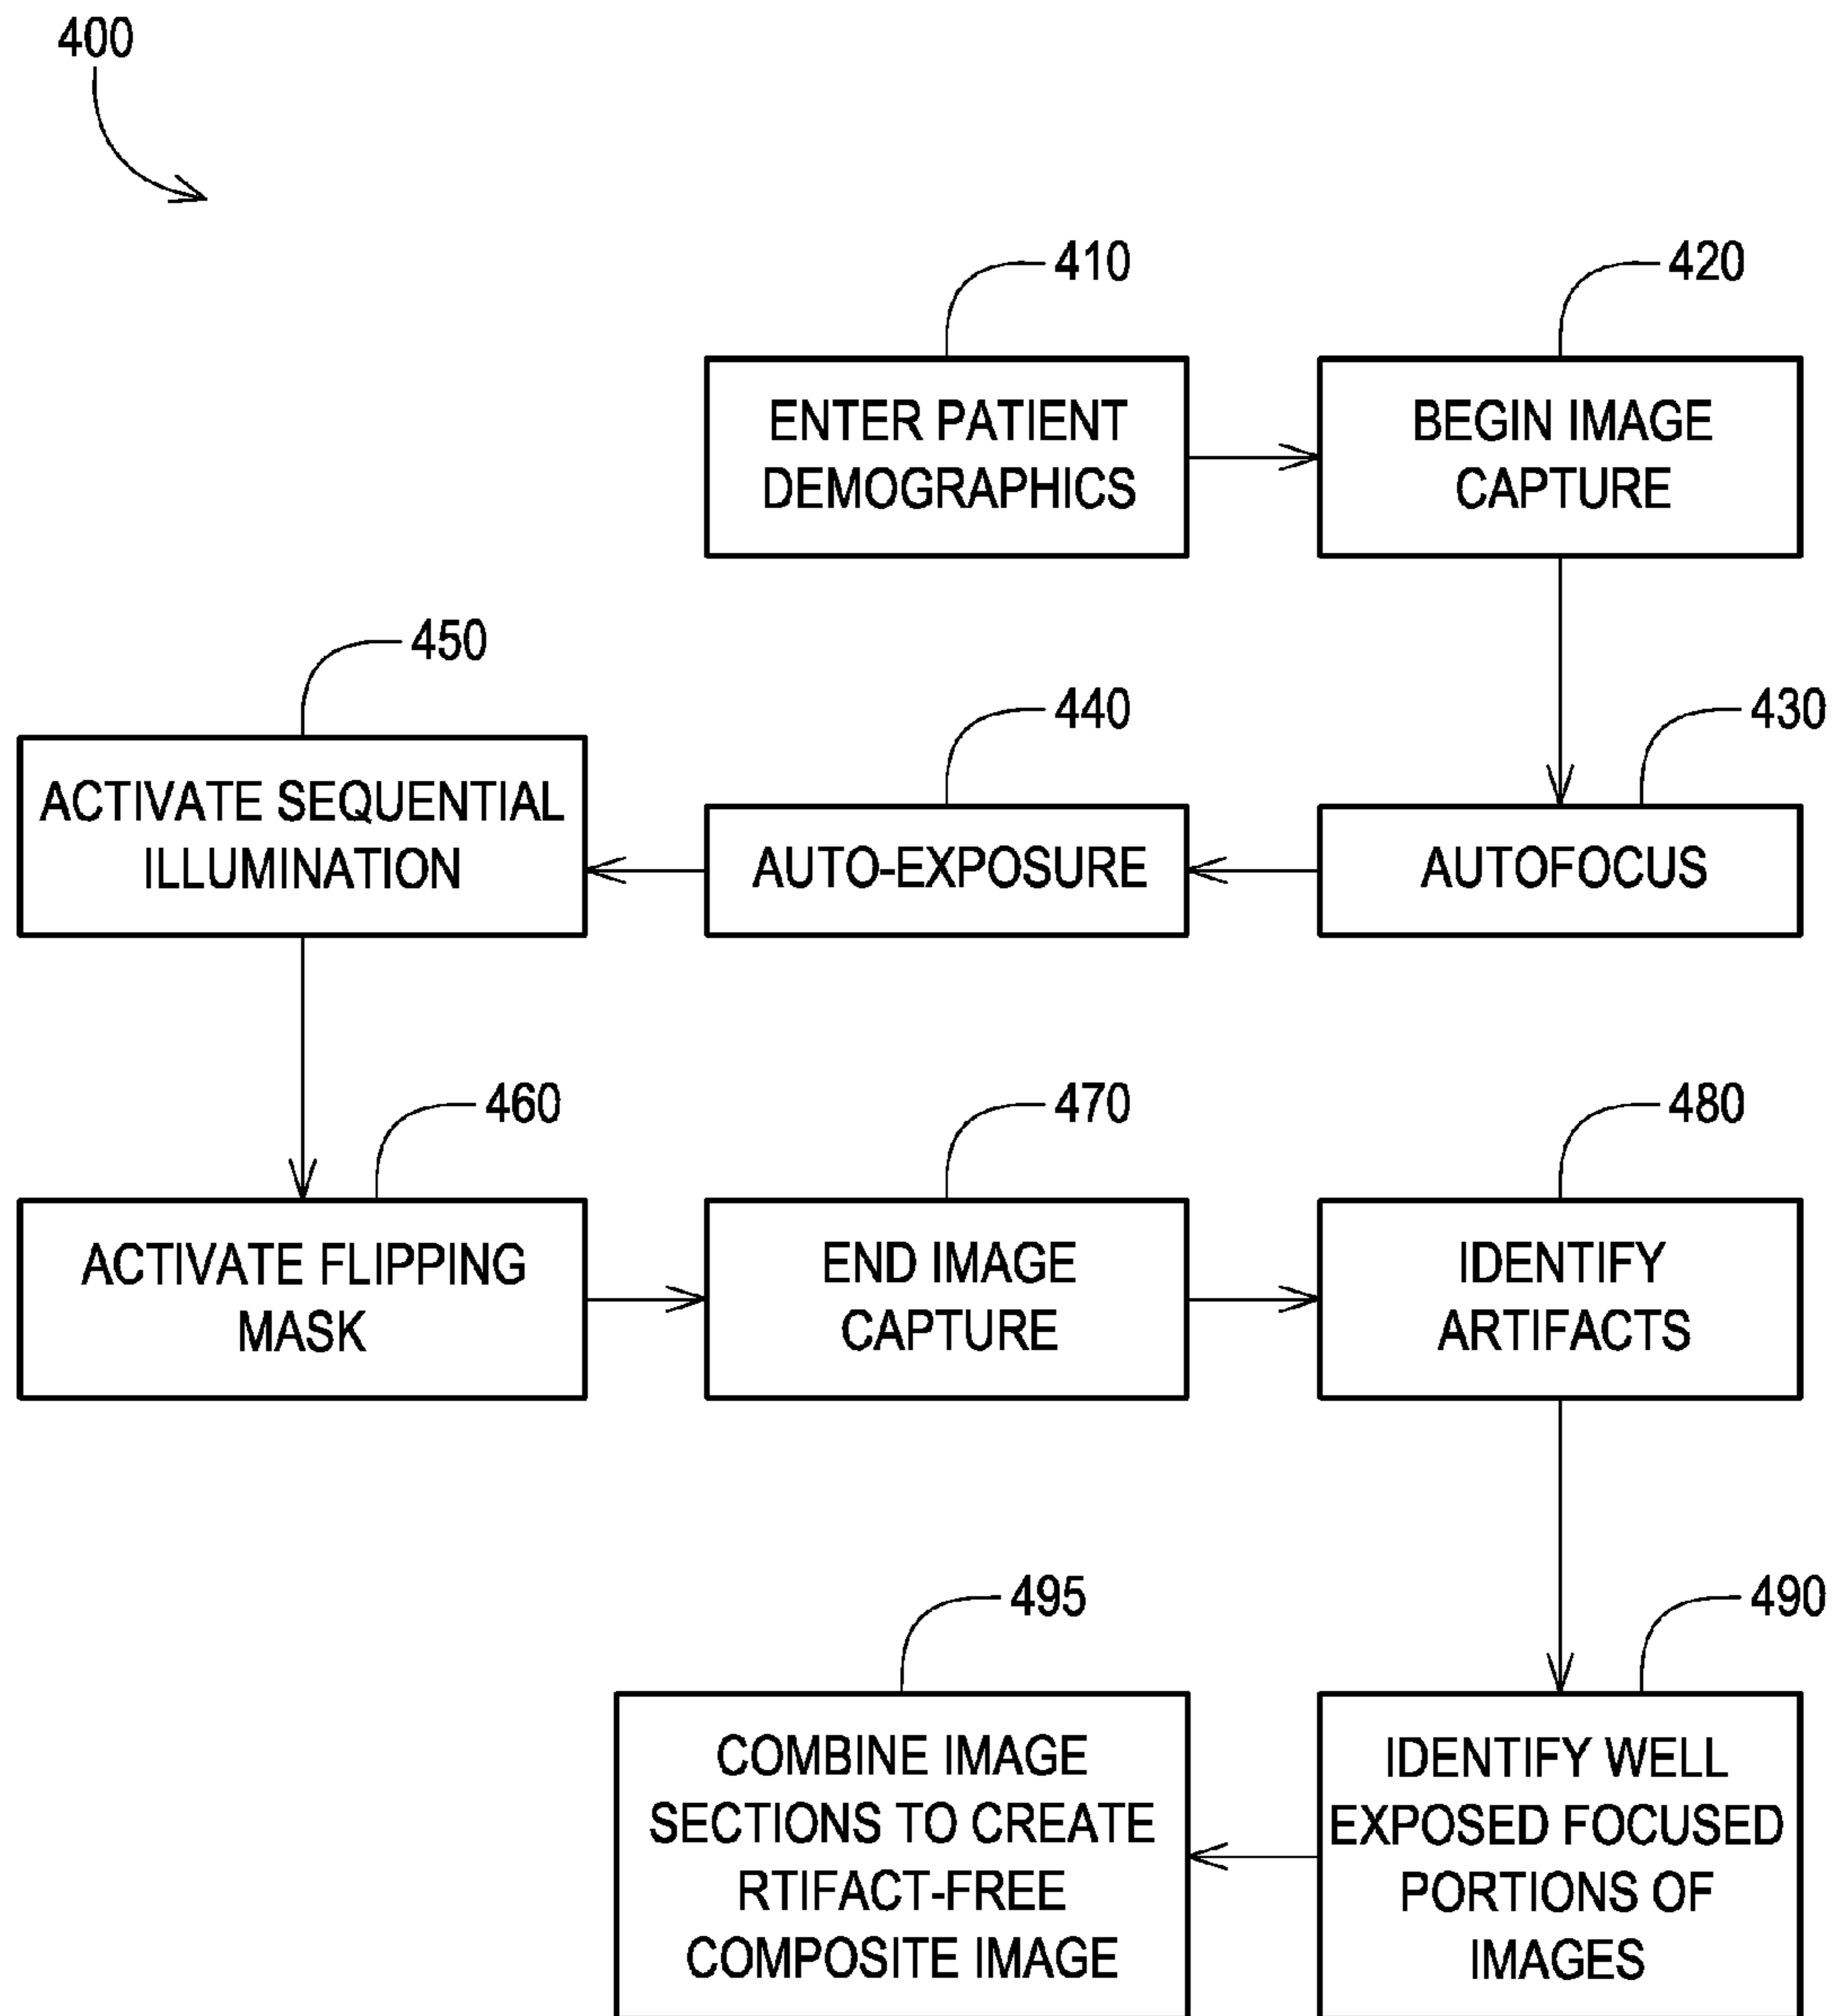 400
410
420
ENTER PATIENT
DEMOGRAPHICS
BEGIN IMAGE
CAPTURE
450
440
430
ACTIVATE SEQUENTIAL
ILLUMINATION
AUTO-EXPOSURE
AUTOFOCUS
460
470
480
ACTIVATE FLIPPING
MASK
END IMAGE
CAPTURE
IDENTIFY
ARTIFACTS
495
490
COMBINE IMAGE
SECTIONS TO CREATE
RTIFACT-FREE
COMPOSITE IMAGE
IDENTIFY WELL
EXPOSED FOCUSED
PORTIONS OF
IMAGES